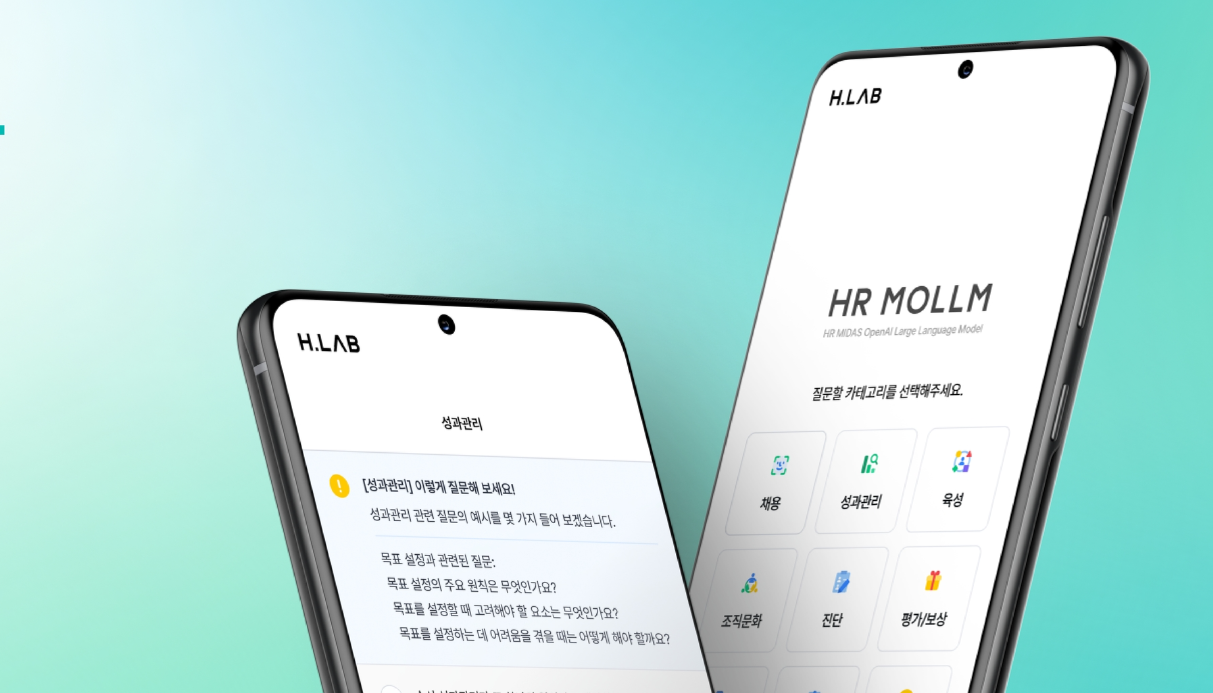 H.LAB
성과관리
[성과관리] 이렇게 질문해 보세요!
성과관리 관련 질문의 예시를 몇 가지 들어 보겠습니다.
목표 설정과 관련된 질문:
목표 설정의 주요 원칙은 무엇인가요?
목표를 설정할 때 고려해야 할 요소는 무엇인가요?
목표를 설정하는 데 어려움을 겪을 때는 어떻게 해야 할까요?
H.LAB
HR MOLLM
HR MIDAS OpenAI Large Language Model
질문할 카테고리를 선택해주세요.
채용 성과관리 육성
조직문화 진단 평가/보상